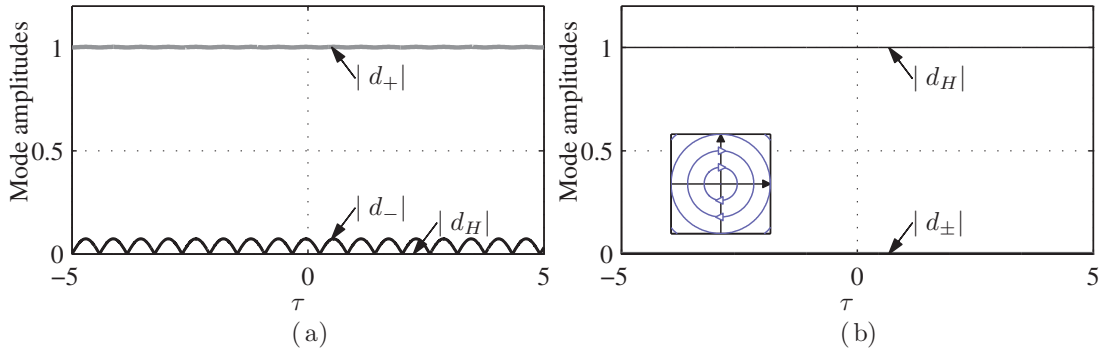 Mode amplitudes
1
0.5
0
−5
0
5
τ
| d₊|
| d₋|
| d_H|
( a )
Mode amplitudes
1
0.5
0
−5
0
5
τ
| d_H|
| d_±|
( b )